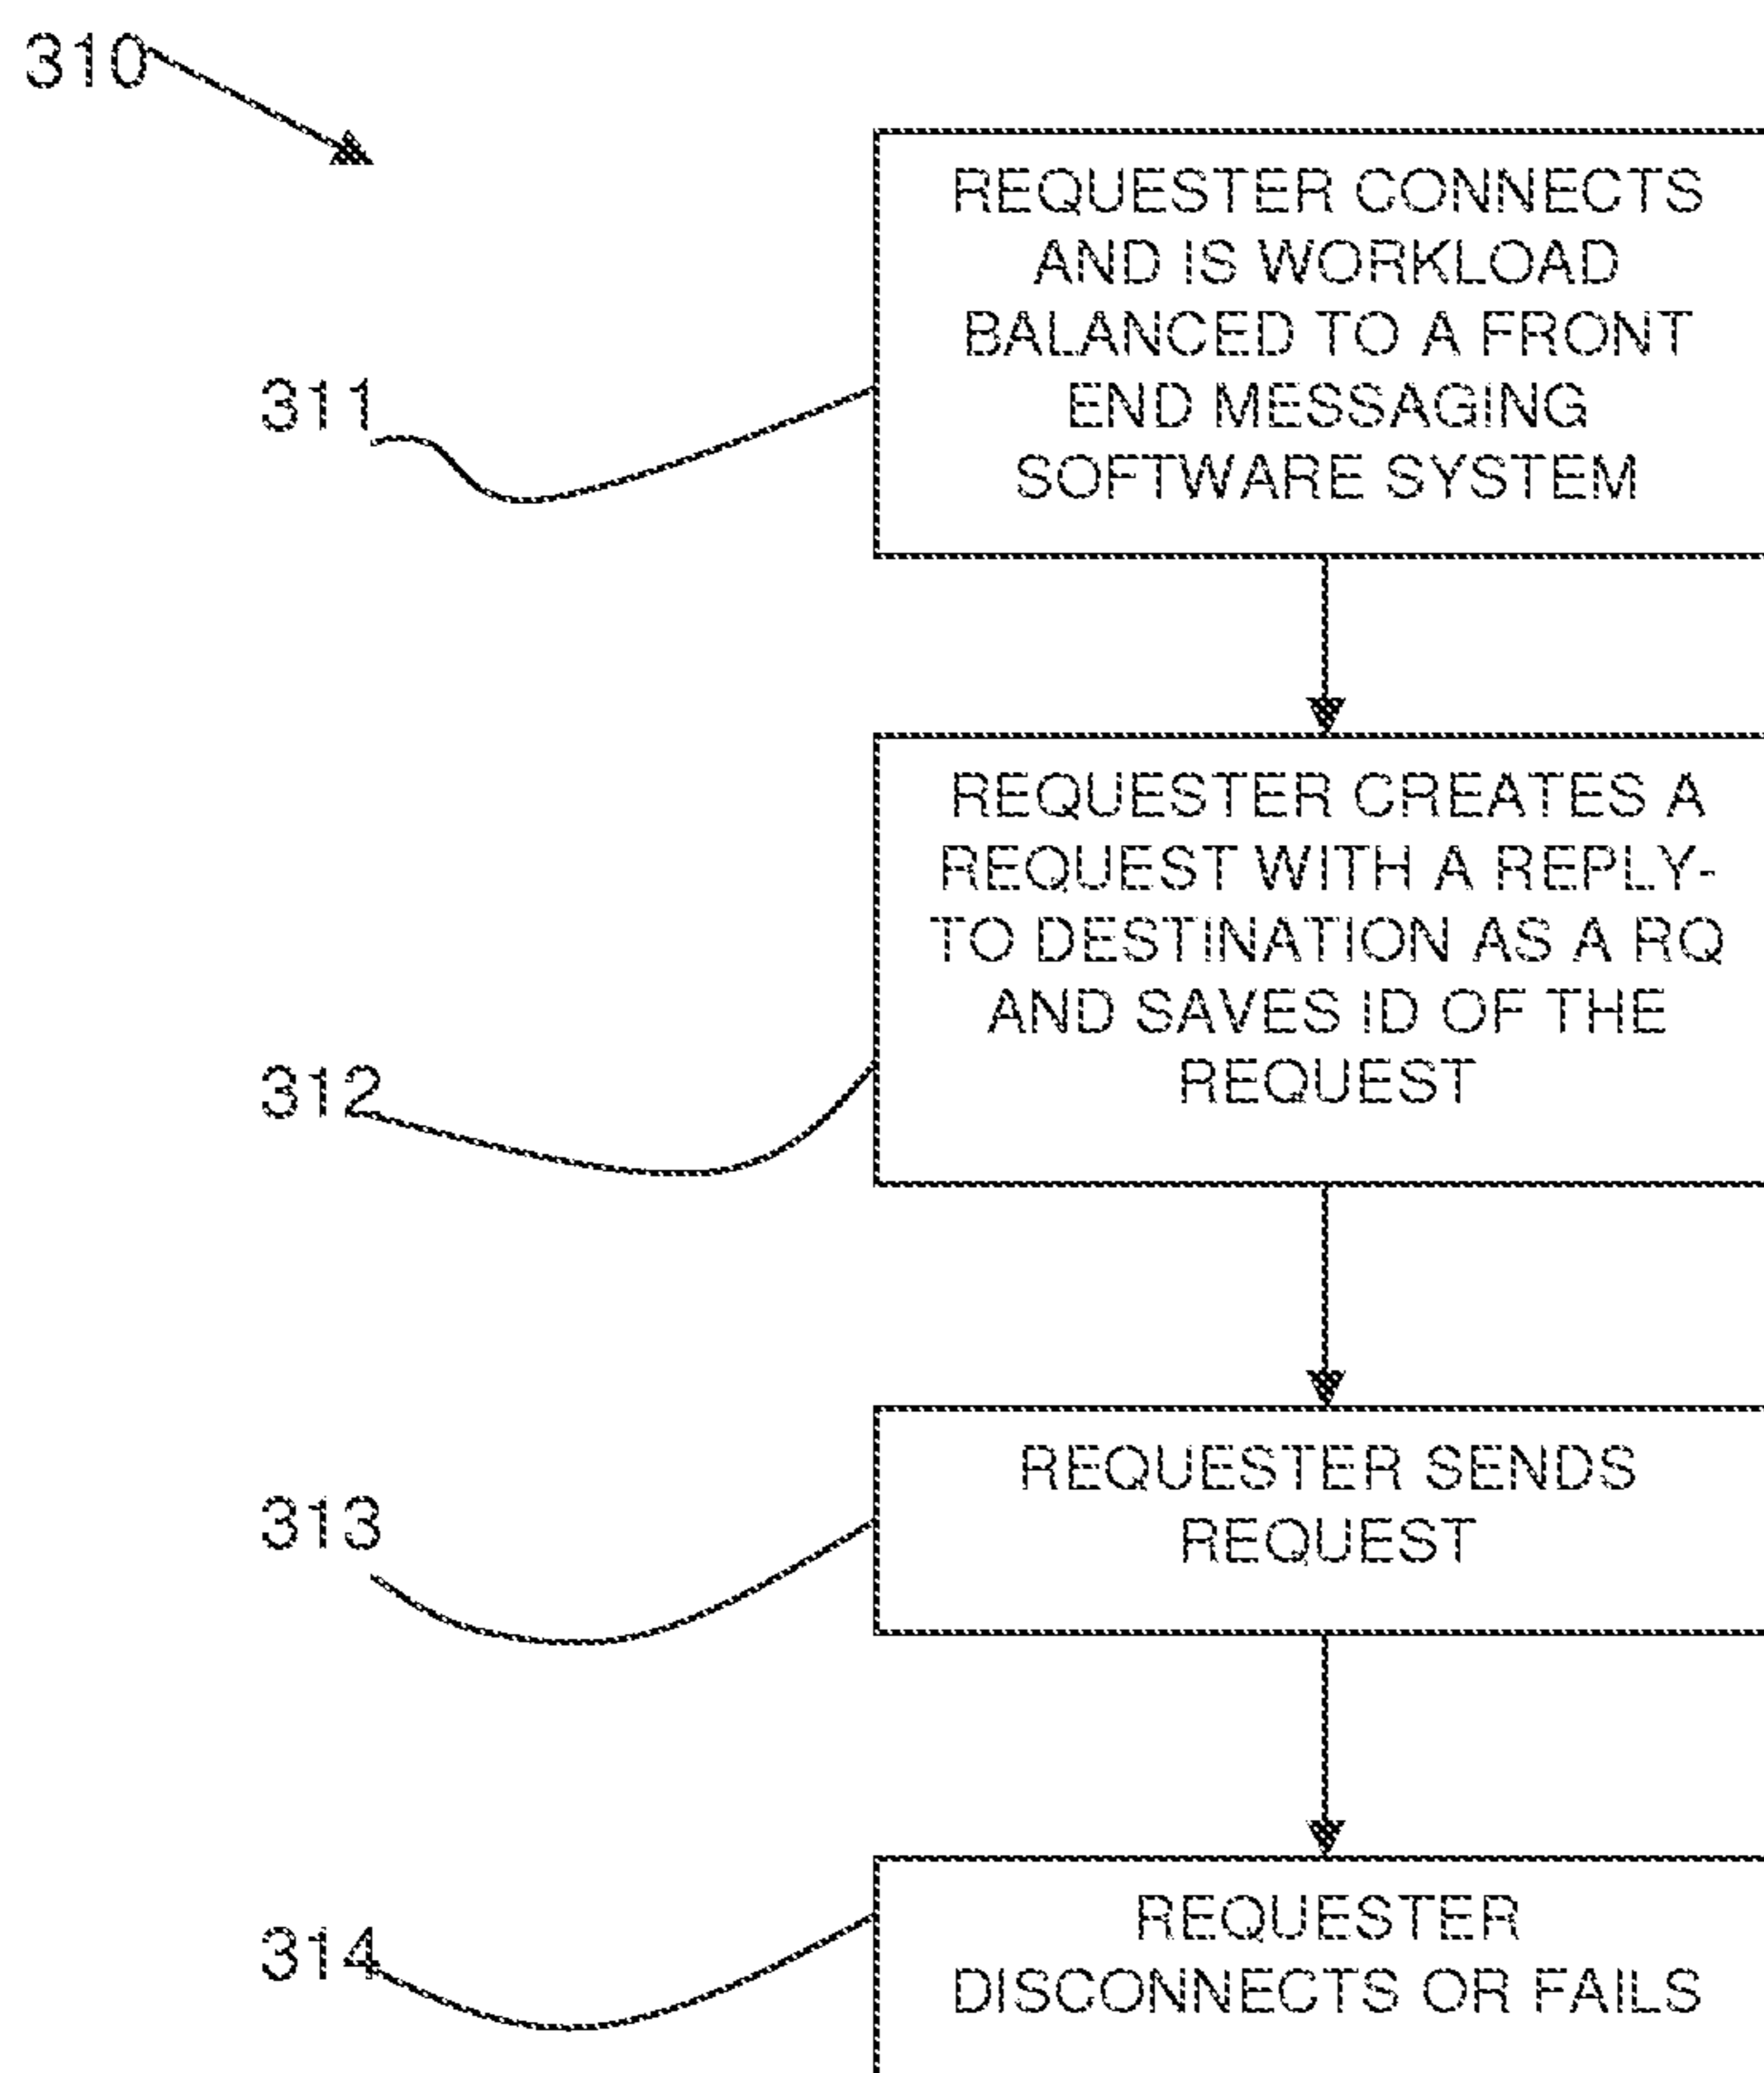 310
REQUESTER CONNECTS
AND IS WORKLOAD
BALANCED TO A FRONT
END MESSAGING
SOFTWARE SYSTEM
311
REQUESTER CREATES A
REQUEST WITH A REPLY-
TO DESTINATION AS A RQ
AND SAVES ID OF THE
REQUEST
312
REQUESTER SENDS
REQUEST
313
REQUESTER
DISCONNECTS OR FAILS
314